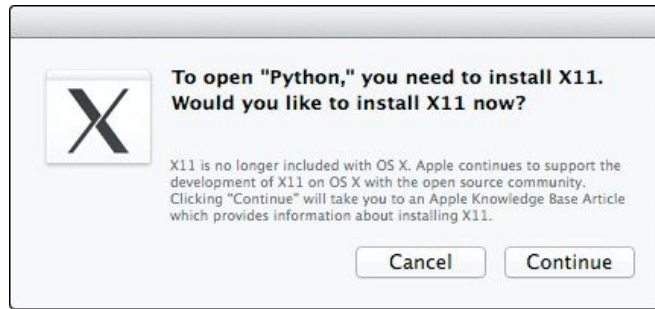 To open "Python," you need to install X11.
Would you like to install X11 now?
X11 is no longer included with OS X. Apple continues to support the
development of X11 on OS X with the open source community.
Clicking "Continue" will take you to an Apple Knowledge Base Article
which provides information about installing X11.
Cancel Continue